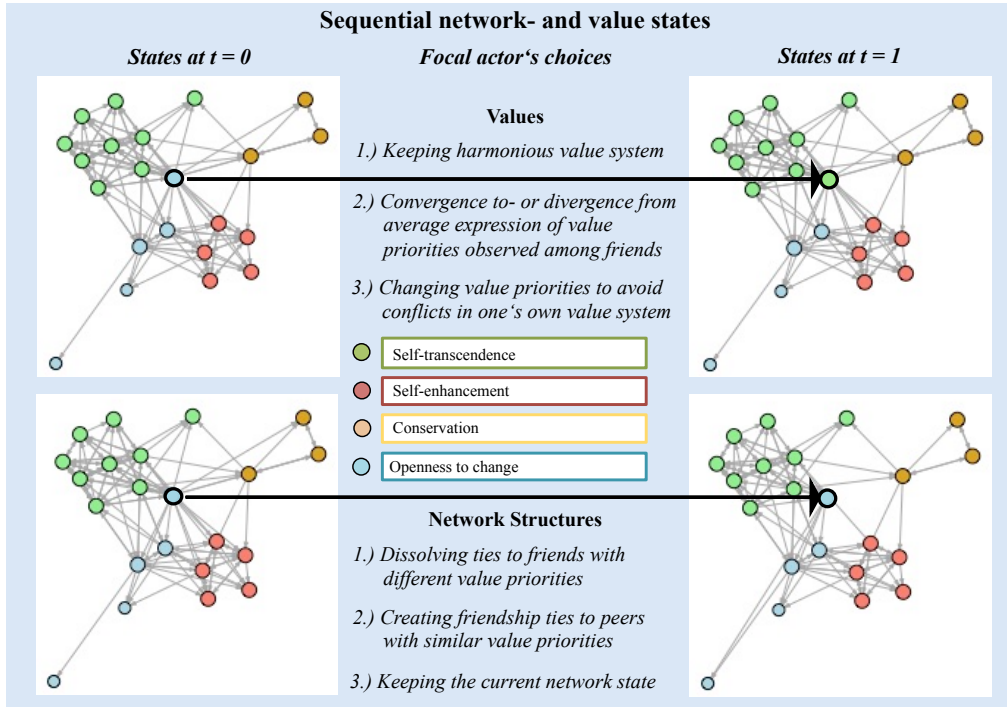 Sequential network- and value states
States at t = 0
Focal actor‘s choices
States at t = 1
Values
1.) Keeping harmonious value system
2.) Convergence to- or divergence from
average expression of value
priorities observed among friends
3.) Changing value priorities to avoid
conflicts in one‘s own value system
Self-transcendence
Self-enhancement
Conservation
Openness to change
Network Structures
1.) Dissolving ties to friends with
different value priorities
2.) Creating friendship ties to peers
with similar value priorities
3.) Keeping the current network state